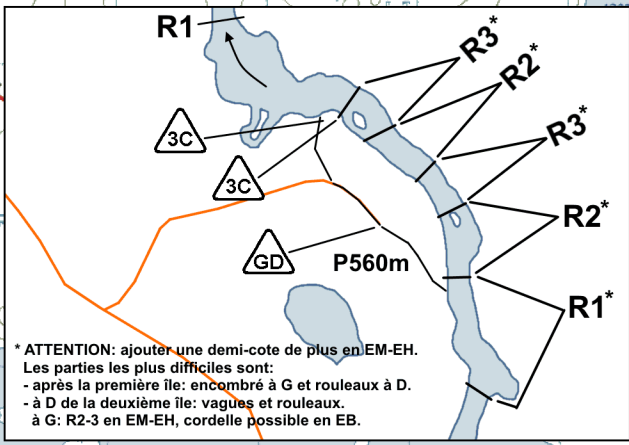 R1
R3*
R2*
3C
R3*
3C
R2*
GD
P560m
R1*
* ATTENTION: ajouter une demi-cote de plus en EM-EH.
Les parties les plus difficiles sont:
- après la première île: encombré à G et rouleaux à D.
- à D de la deuxième île: vagues et rouleaux.
à G: R2-3 en EM-EH, cordelle possible en EB.